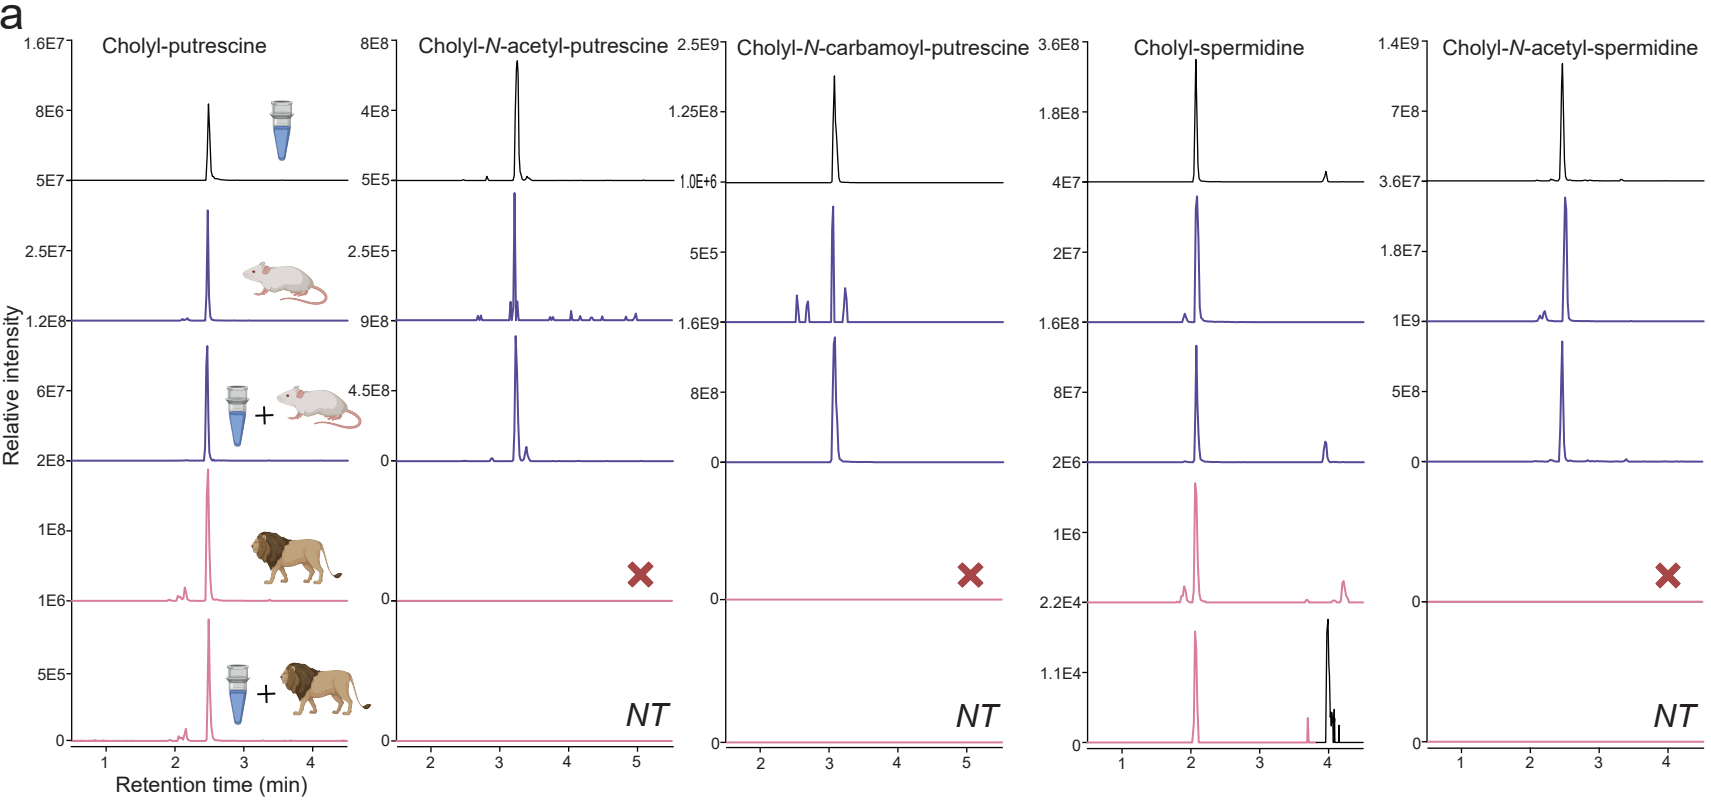 a
Cholyl-putrescine
Cholyl-N-acetyl-putrescine
Cholyl-N-carbamoyl-putrescine
Cholyl-spermidine
Cholyl-N-acetyl-spermidine
Relative intensity
1.6E7
8E6
5E7
2.5E7
1.2E8
6E7
2E8
1E8
1E6
5E5
0
+
+
1 2 3 4
Retention time (min)
8E8
4E8
5E5
2.5E5
9E8
4.5E8
0
0
0
NT
2 3 4 5
2.5E9
1.25E8
1.0E+6
5E5
1.6E9
8E8
0
0
0
NT
2 3 4 5
3.6E8
1.8E8
4E7
2E7
1.6E8
8E7
2E6
1E6
2.2E4
1.1E4
0
1 2 3 4
1.4E9
7E8
3.6E7
1.8E7
1E9
5E8
0
0
0
NT
1 2 3 4